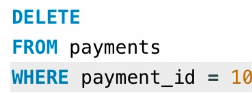 DELETE
FROM payments
WHERE payment_id = 10